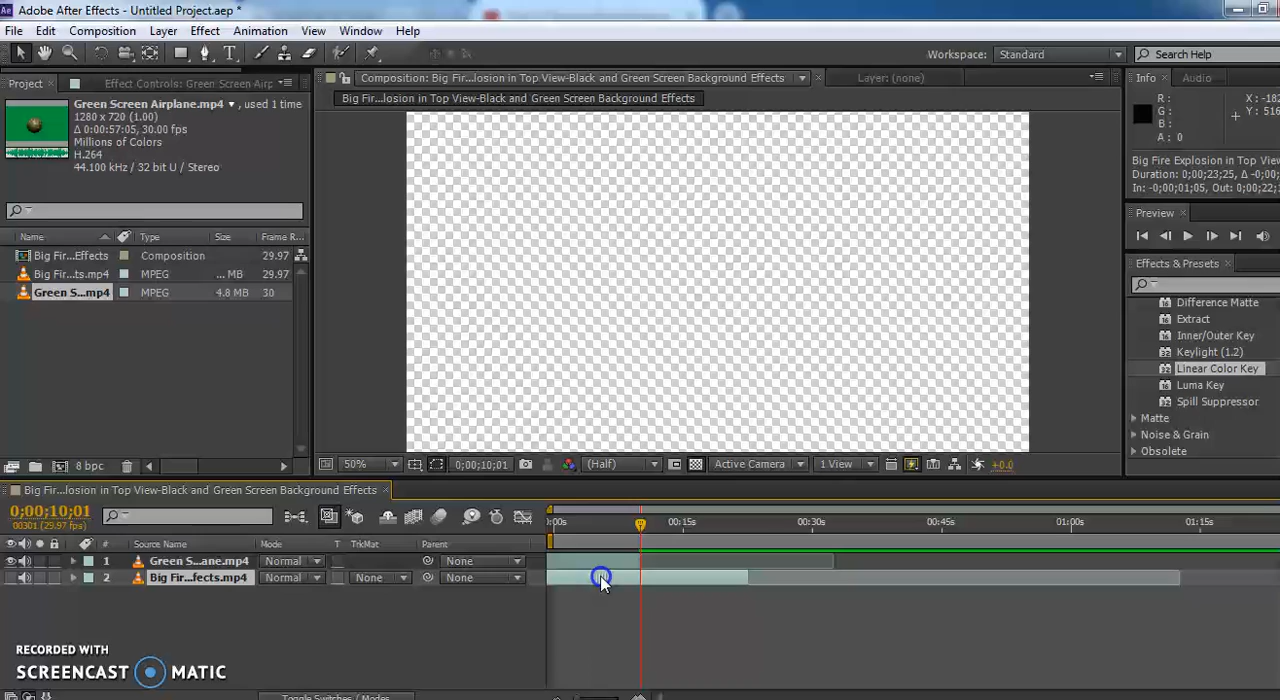 Adobe After Effects - Untitled Project.aep *
File Edit Composition Layer Effect Animation View Window Help
Workspace: Standard Search Help
Project Effect Controls: Green Screen Airp
Composition: Big Fir...losion in Top View-Black and Green Screen Background Effects
Layer: (none)
Info Audio
Big Fir...losion in Top View-Black and Green Screen Background Effects
Green Screen Airplane.mp4 ▼, used 1 time
1280 x 720 (1.00)
Δ 0:00:57:05, 30.00 fps
Millions of Colors
H.264
44.100 kHz / 32 bit U / Stereo
R: X: -182
G: Y: 516
B:
A: 0
Big Fire Explosion in Top View
Duration: 0;00;23;25, Δ -0;00;
In: -0;00;01;05, Out: 0;00;22;1
Preview
Name Type Size Frame R...
Big Fir...Effects Composition 29.97
Big Fir...ts.mp4 MPEG ... MB 29.97
Green S...mp4 MPEG 4.8 MB 30
Effects & Presets
Difference Matte
Extract
Inner/Outer Key
Keylight (1.2)
Linear Color Key
Luma Key
Spill Suppressor
Matte
Noise & Grain
Obsolete
8 bpc
50% 0;00;10;01 (Half) Active Camera 1 View +0.0
Big Fir...losion in Top View-Black and Green Screen Background Effects
0;00;10;01
00301 (29.97 fps)
):00s 00:15s 00:30s 00:45s 01:00s 01:15s
# Source Name Mode T TrkMat Parent
1 Green S...ane.mp4 Normal None
2 Big Fir...fects.mp4 Normal None None
RECORDED WITH
SCREENCAST MATIC
Toggle Switches / Modes